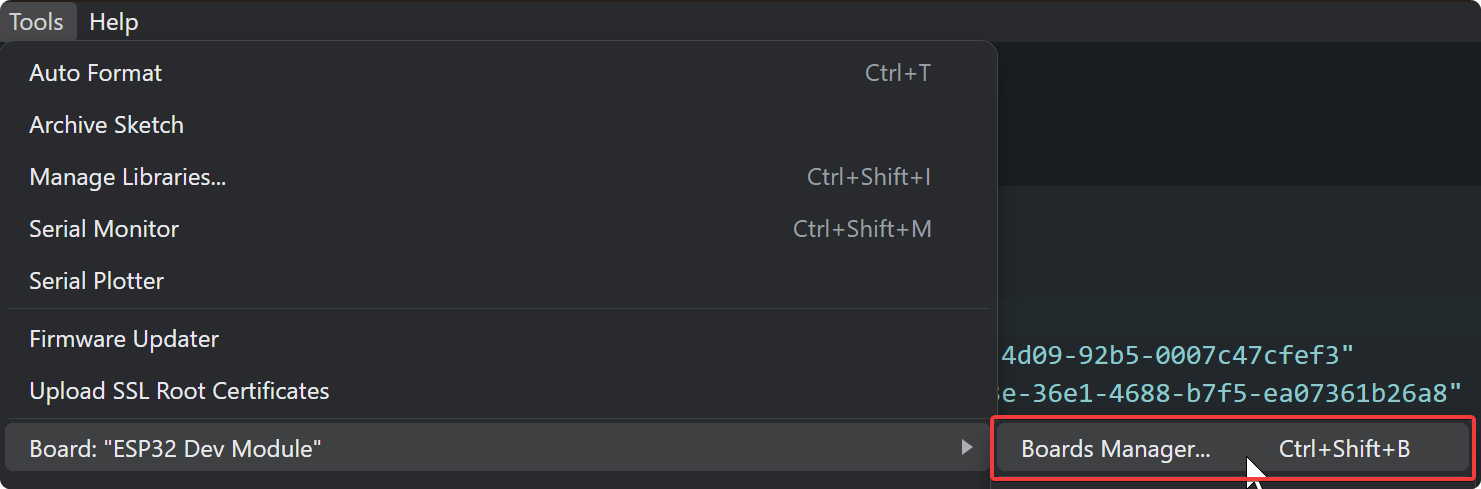 Tools Help
Auto Format Ctrl+T
Archive Sketch
Manage Libraries... Ctrl+Shift+I
Serial Monitor Ctrl+Shift+M
Serial Plotter
Firmware Updater
4d09-92b5-0007c47cfef3"
Upload SSL Root Certificates
e-36e1-4688-b7f5-ea07361b26a8"
Board: "ESP32 Dev Module" Boards Manager... Ctrl+Shift+B